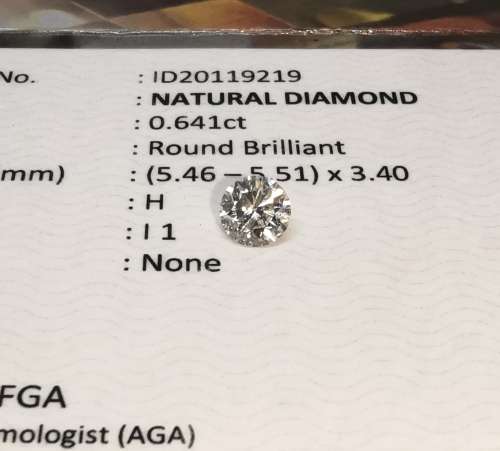 No. : ID20119219
: NATURAL DIAMOND
: 0.641ct
: Round Brilliant
mm) : (5.46 – 5.51) x 3.40
: H
: I 1
: None
FGA
mologist (AGA)